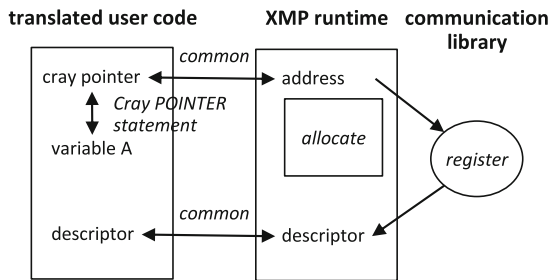 translated user code XMP runtime communication
library
common
cray pointer address
Cray POINTER
statement
allocate
variable A
register
common
descriptor descriptor